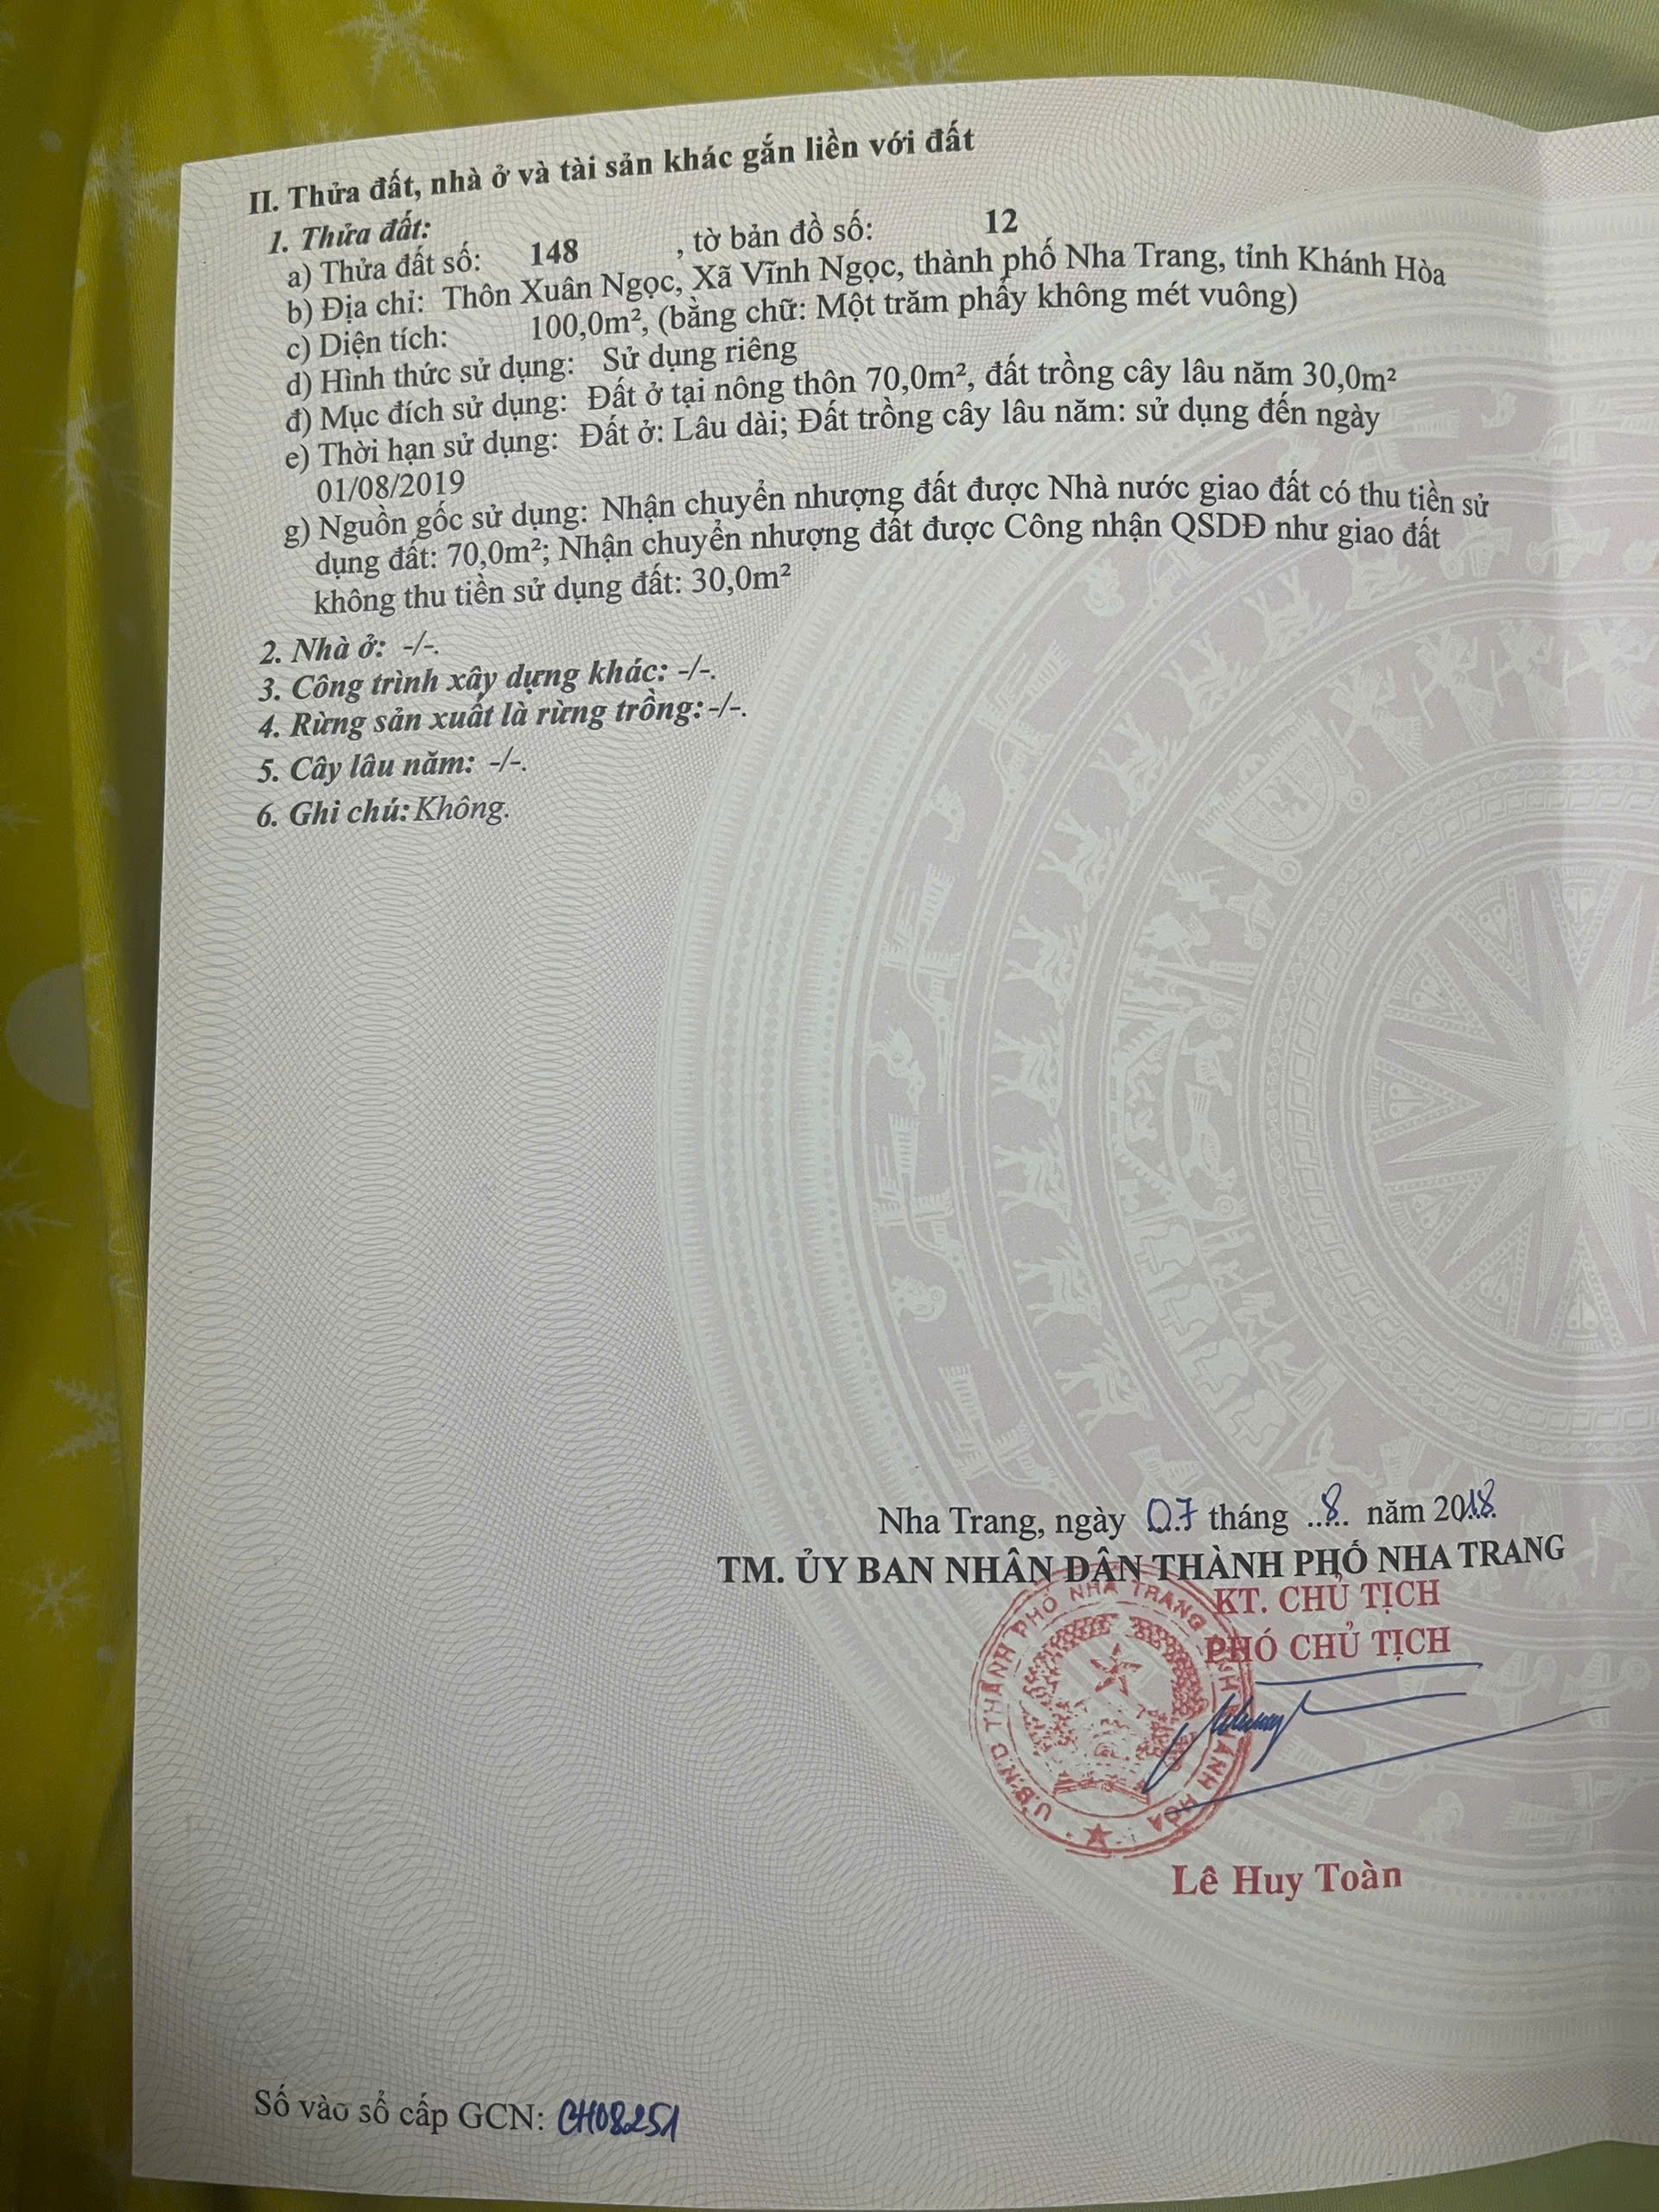 II. Thửa đất, nhà ở và tài sản khác gắn liền với đất
1. Thửa đất:
a) Thửa đất số: 148 , tờ bản đồ số: 12
b) Địa chỉ: Thôn Xuân Ngọc, Xã Vĩnh Ngọc, thành phố Nha Trang, tỉnh Khánh Hòa
c) Diện tích: 100,0m², (bằng chữ: Một trăm phẩy không mét vuông)
d) Hình thức sử dụng: Sử dụng riêng
đ) Mục đích sử dụng: Đất ở tại nông thôn 70,0m², đất trồng cây lâu năm 30,0m²
e) Thời hạn sử dụng: Đất ở: Lâu dài; Đất trồng cây lâu năm: sử dụng đến ngày
01/08/2019
g) Nguồn gốc sử dụng: Nhận chuyển nhượng đất được Nhà nước giao đất có thu tiền sử
dụng đất: 70,0m²; Nhận chuyển nhượng đất được Công nhận QSDĐ như giao đất
không thu tiền sử dụng đất: 30,0m²
2. Nhà ở: -/-.
3. Công trình xây dựng khác: -/-.
4. Rừng sản xuất là rừng trồng: -/-.
5. Cây lâu năm: -/-.
6. Ghi chú: Không.
Nha Trang, ngày 07 tháng 8 năm 2018
TM. ỦY BAN NHÂN DÂN THÀNH PHỐ NHA TRANG
KT. CHỦ TỊCH
PHÓ CHỦ TỊCH
U.B.N.D THÀNH PHỐ NHA TRANG TỈNH KHÁNH HÒA
Lê Huy Toàn
Số vào sổ cấp GCN: CH08251